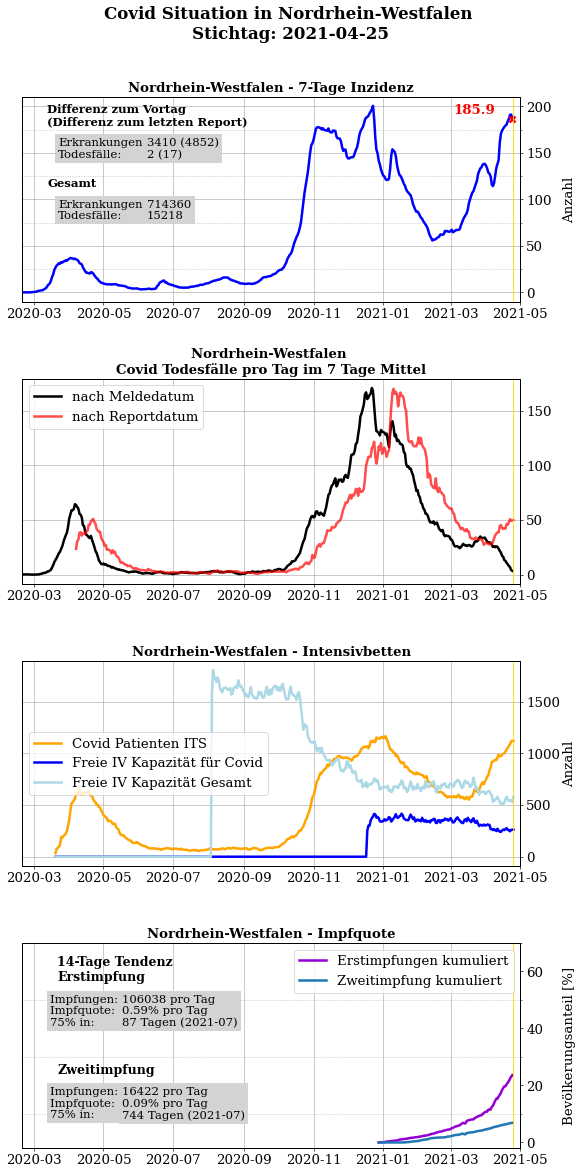 Covid Situation in Nordrhein-Westfalen
Stichtag: 2021-04-25
Nordrhein-Westfalen - 7-Tage Inzidenz
Differenz zum Vortag
(Differenz zum letzten Report)
Erkrankungen 3410 (4852)
Todesfälle: 2 (17)
Gesamt
Erkrankungen 714360
Todesfälle: 15218
185.9
200
150
100
50
0
Anzahl
2020-03 2020-05 2020-07 2020-09 2020-11 2021-01 2021-03 2021-05
Nordrhein-Westfalen
Covid Todesfälle pro Tag im 7 Tage Mittel
nach Meldedatum
nach Reportdatum
150
100
50
0
2020-03 2020-05 2020-07 2020-09 2020-11 2021-01 2021-03 2021-05
Nordrhein-Westfalen - Intensivbetten
Covid Patienten ITS
Freie IV Kapazität für Covid
Freie IV Kapazität Gesamt
1500
1000
500
0
Anzahl
2020-03 2020-05 2020-07 2020-09 2020-11 2021-01 2021-03 2021-05
Nordrhein-Westfalen - Impfquote
14-Tage Tendenz
Erstimpfung
Impfungen: 106038 pro Tag
Impfquote: 0.59% pro Tag
75% in: 87 Tagen (2021-07)
Zweitimpfung
Impfungen: 16422 pro Tag
Impfquote: 0.09% pro Tag
75% in: 744 Tagen (2021-07)
Erstimpfungen kumuliert
Zweitimpfung kumuliert
60
40
20
0
Bevölkerungsanteil [%]
2020-03 2020-05 2020-07 2020-09 2020-11 2021-01 2021-03 2021-05